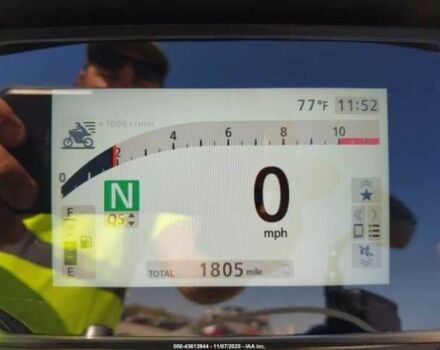 77°F 11:52
x1000 r/min
0 2 4 6 8 10
N
QS
0
mph
F
E
TOTAL 1805 mile
000-43613944 - 11/07/2025 - IAA Inc.